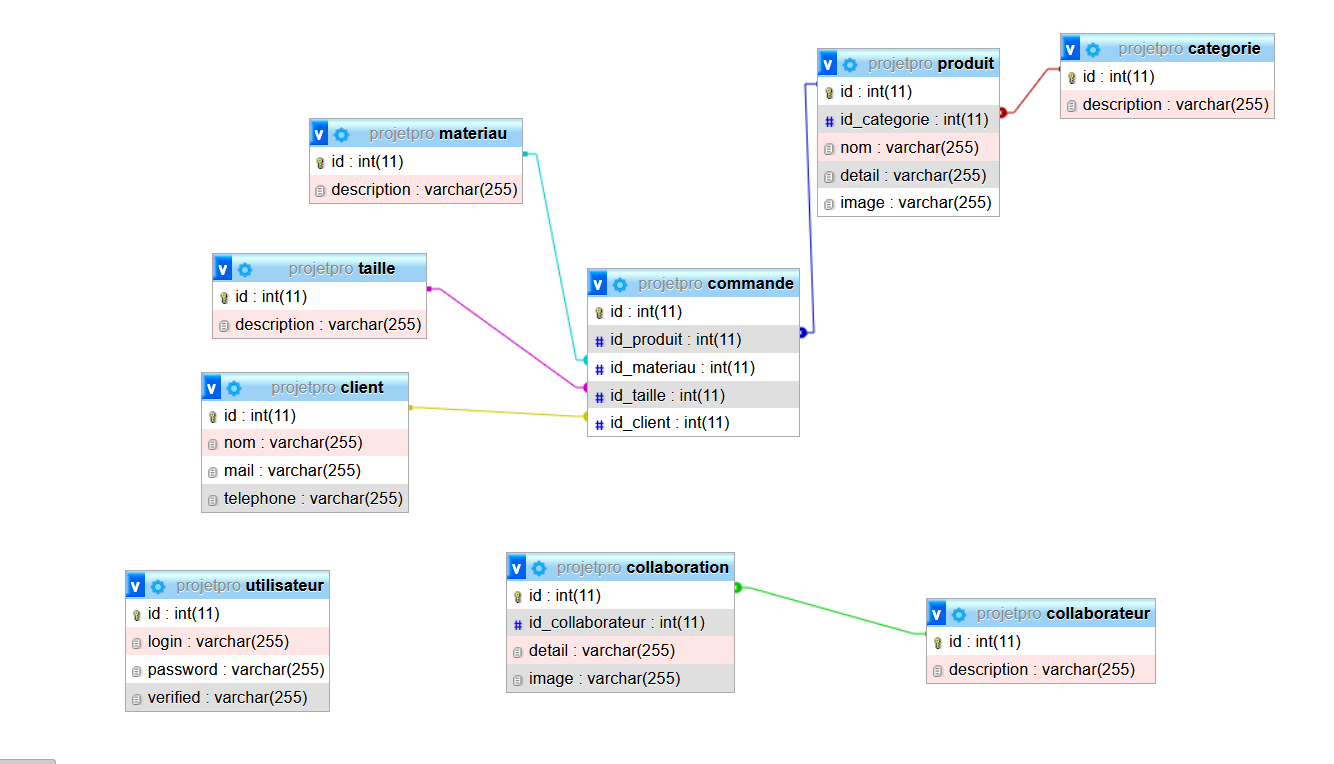 v projetpro categorie
id : int(11)
description : varchar(255)
v projetpro produit
id : int(11)
# id_categorie : int(11)
nom : varchar(255)
detail : varchar(255)
image : varchar(255)
v projetpro materiau
id : int(11)
description : varchar(255)
v projetpro taille
id : int(11)
description : varchar(255)
v projetpro commande
id : int(11)
# id_produit : int(11)
# id_materiau : int(11)
# id_taille : int(11)
# id_client : int(11)
v projetpro client
id : int(11)
nom : varchar(255)
mail : varchar(255)
telephone : varchar(255)
v projetpro utilisateur
id : int(11)
login : varchar(255)
password : varchar(255)
verified : varchar(255)
v projetpro collaboration
id : int(11)
# id_collaborateur : int(11)
detail : varchar(255)
image : varchar(255)
v projetpro collaborateur
id : int(11)
description : varchar(255)